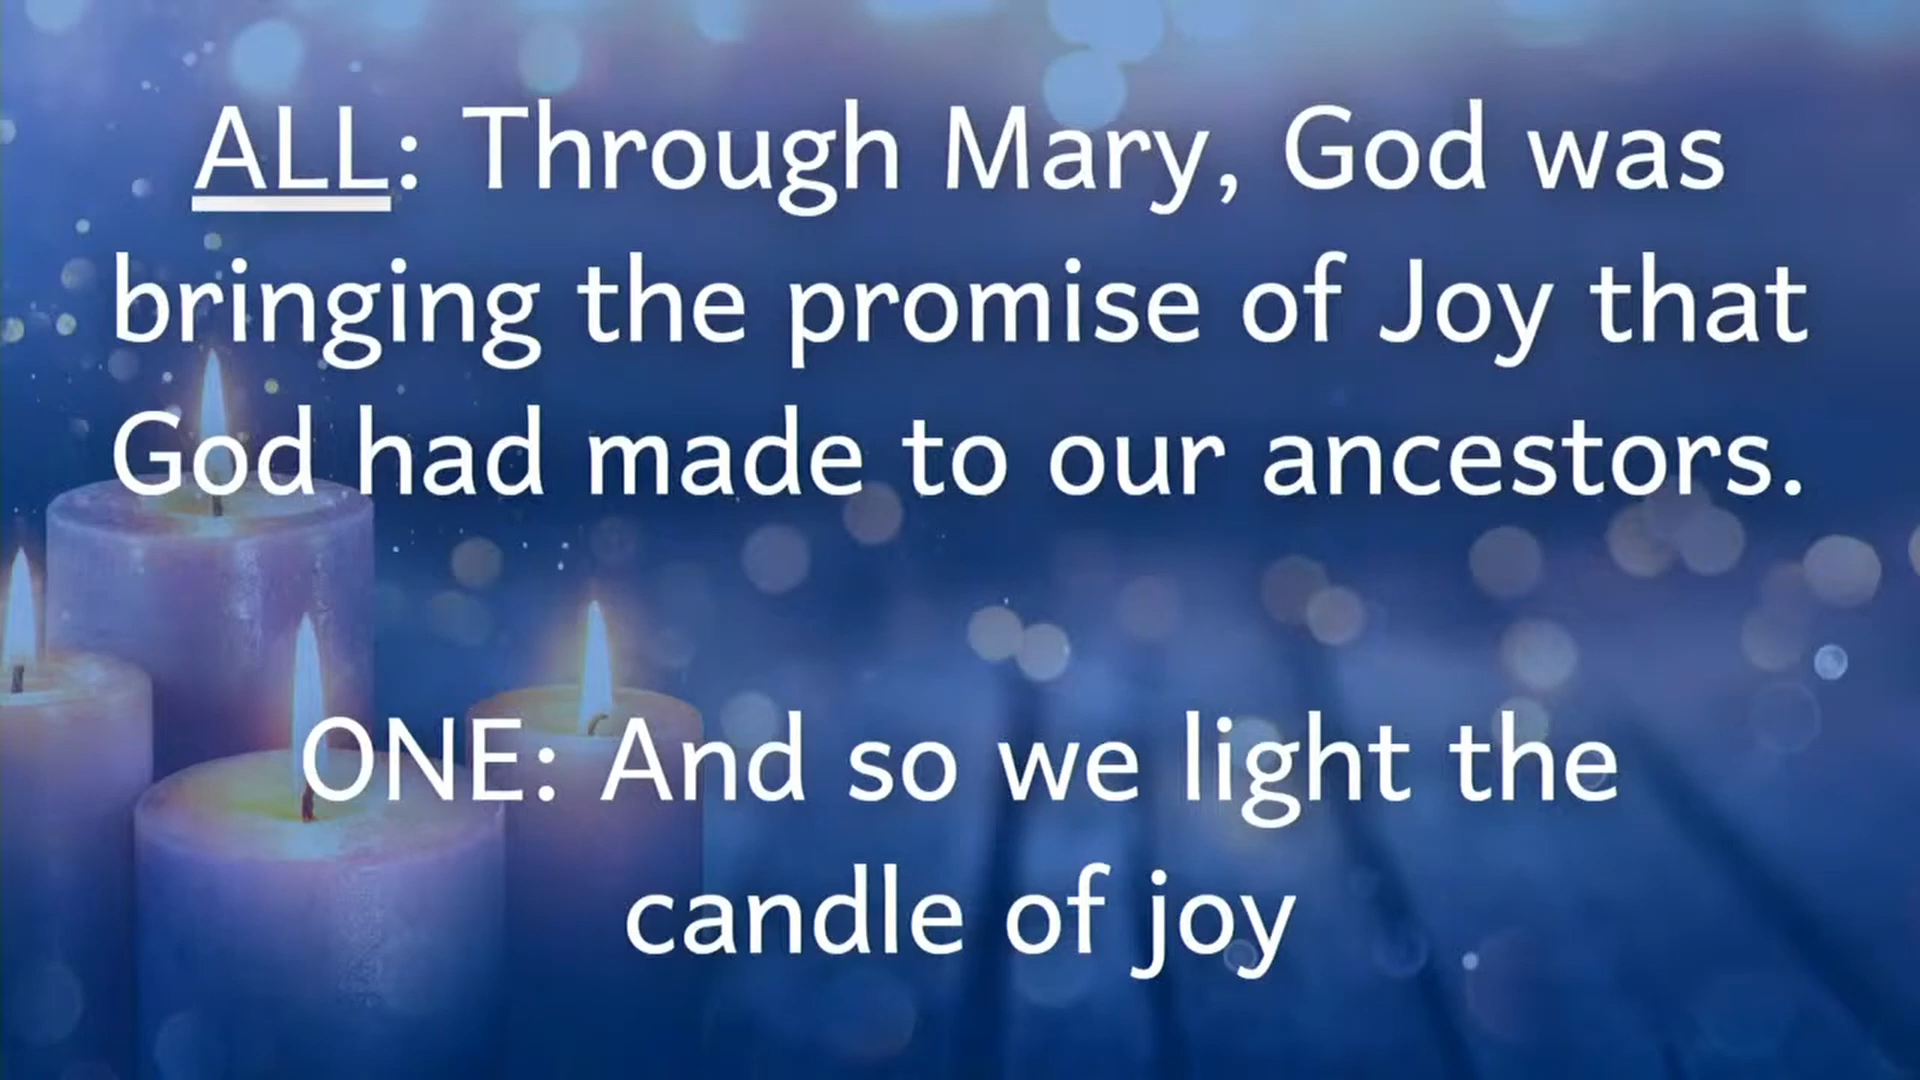 ALL: Through Mary, God was
bringing the promise of Joy that
God had made to our ancestors.
ONE: And so we light the
candle of joy